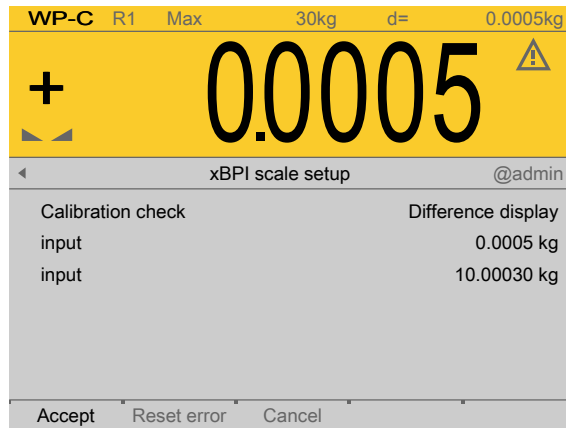 WP-C R1 Max 30kg d= 0.0005kg
+ 0.0005
xBPI scale setup @admin
Calibration check Difference display
input 0.0005 kg
input 10.00030 kg
Accept Reset error Cancel